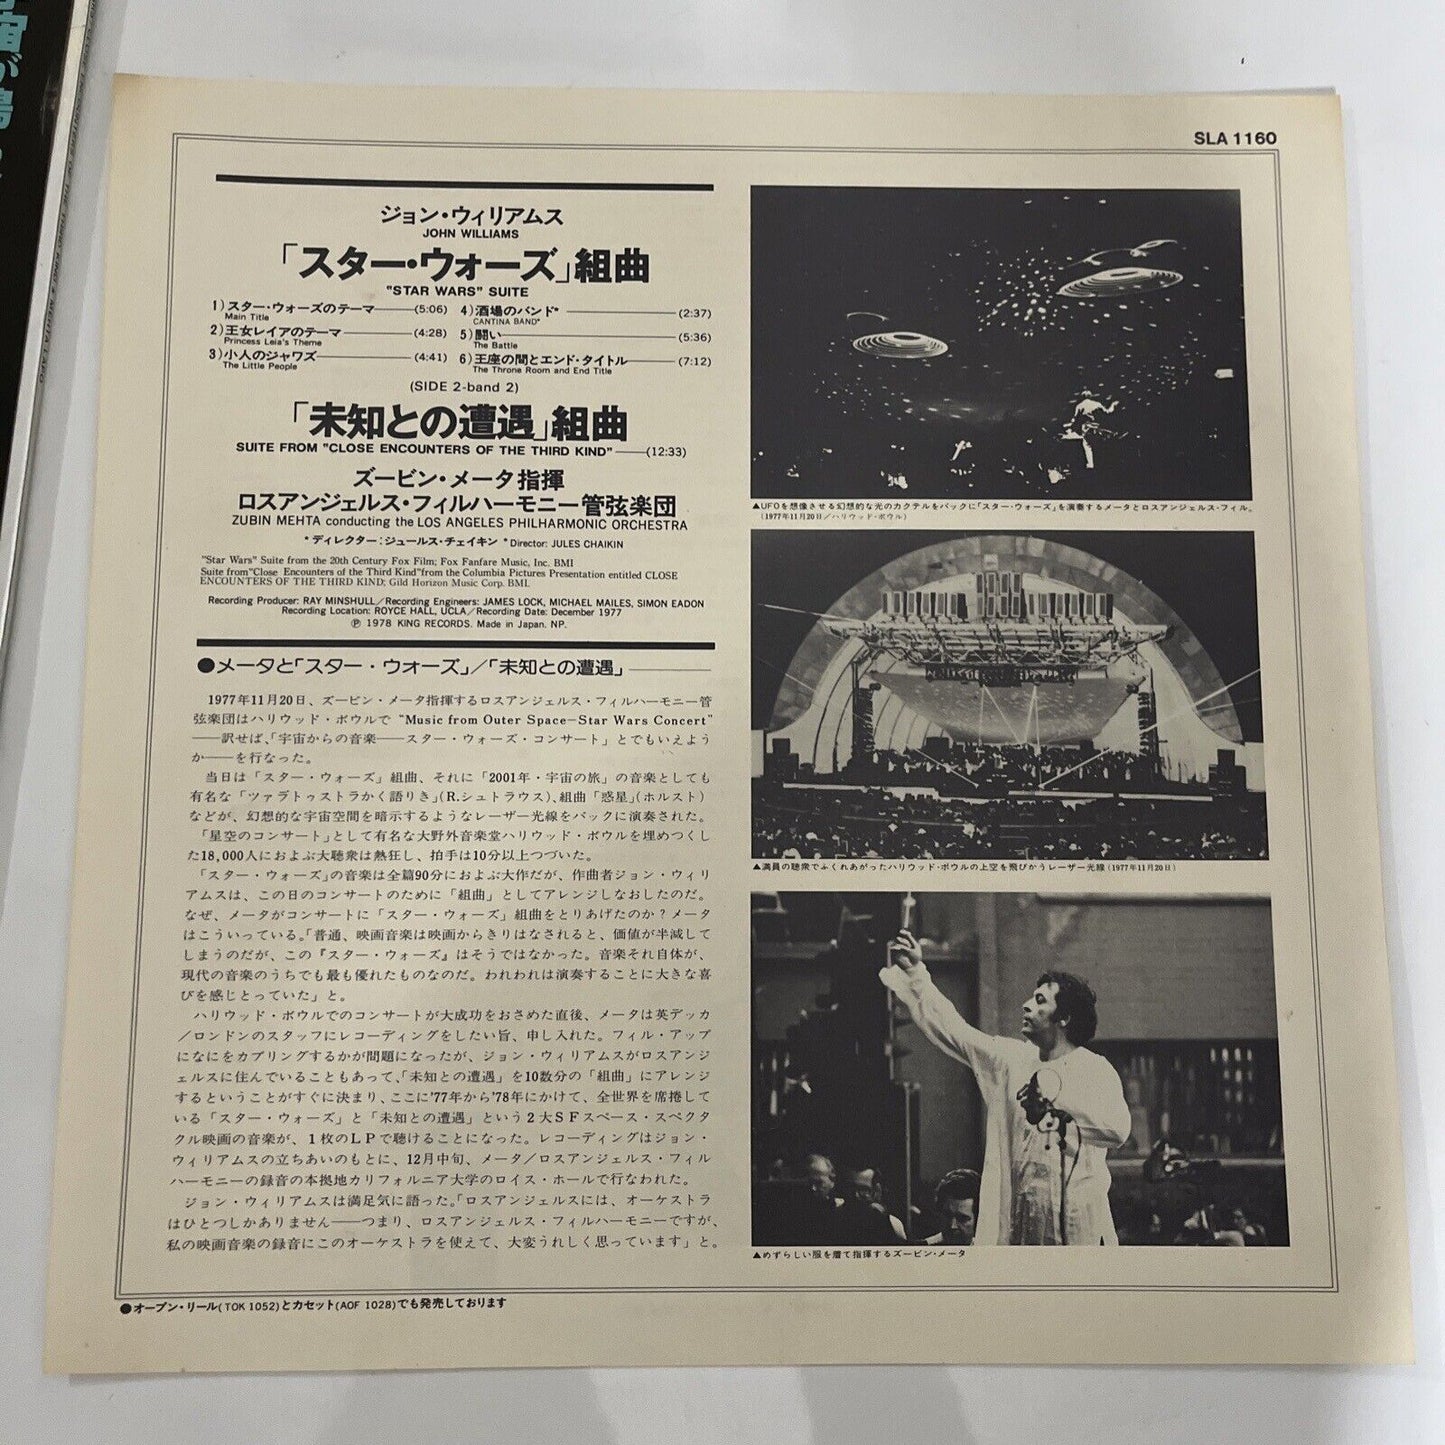 SLA 1160
ジョン・ウィリアムス
JOHN WILLIAMS
「スター・ウォーズ」組曲
"STAR WARS" SUITE
1)スター・ウォーズのテーマ——(5:06)
Main Title
2)王女レイアのテーマ——(4:28)
Princess Leia's Theme
3)小人のジャワズ——(4:41)
The Little People
4)酒場のバンド*——(2:37)
CANTINA BAND*
5)闘い——(5:36)
The Battle
6)王座の間とエンド・タイトル——(7:12)
The Throne Room and End Title
(SIDE 2-band 2)
「未知との遭遇」組曲
SUITE FROM "CLOSE ENCOUNTERS OF THE THIRD KIND"——(12:33)
ズービン・メータ指揮
ロスアンジェルス・フィルハーモニー管弦楽団
ZUBIN MEHTA conducting the LOS ANGELES PHILHARMONIC ORCHESTRA
*ディレクター:ジュールス・チェイキン *Director: JULES CHAIKIN
"Star Wars" Suite from the 20th Century Fox Film; Fox Fanfare Music, Inc. BMI
Suite from"Close Encounters of the Third Kind"from the Columbia Pictures Presentation entitled CLOSE
ENCOUNTERS OF THE THIRD KIND; Gild Horizon Music Corp. BMI.
Recording Producer: RAY MINSHULL/Recording Engineers: JAMES LOCK, MICHAEL MAILES, SIMON EADON
Recording Location: ROYCE HALL, UCLA/Recording Date: December 1977
Ⓟ 1978 KING RECORDS. Made in Japan. NP.
●メータと「スター・ウォーズ」/「未知との遭遇」——
1977年11月20日、ズービン・メータ指揮するロスアンジェルス・フィルハーモニー管
弦楽団はハリウッド・ボウルで "Music from Outer Space−Star Wars Concert"
——訳せば、「宇宙からの音楽——スター・ウォーズ・コンサート」とでもいえよう
か——を行なった。
当日は「スター・ウォーズ」組曲、それに「2001年・宇宙の旅」の音楽としても
有名な「ツァラトゥストラかく語りき」(R.シュトラウス)、組曲「惑星」(ホルスト)
などが、幻想的な宇宙空間を暗示するようなレーザー光線をバックに演奏された。
「星空のコンサート」として有名な大野外音楽堂ハリウッド・ボウルを埋めつくし
た18,000人におよぶ大聴衆は熱狂し、拍手は10分以上つづいた。
「スター・ウォーズ」の音楽は全篇90分におよぶ大作だが、作曲者ジョン・ウィリ
アムスは、この日のコンサートのために「組曲」としてアレンジしなおしたのだ。
なぜ、メータがコンサートに「スター・ウォーズ」組曲をとりあげたのか?メータ
はこういっている。「普通、映画音楽は映画からきりはなされると、価値が半減して
しまうのだが、この『スター・ウォーズ』はそうではなかった。音楽それ自体が、
現代の音楽のうちでも最も優れたものなのだ。われわれは演奏することに大きな喜
びを感じとっていた」と。
ハリウッド・ボウルでのコンサートが大成功をおさめた直後、メータは英デッカ
/ロンドンのスタッフにレコーディングをしたい旨、申し入れた。フィル・アップ
になにをカプリングするかが問題になったが、ジョン・ウィリアムスがロスアンジ
ェルスに住んでいることもあって、「未知との遭遇」を10数分の「組曲」にアレンジ
するということがすぐに決まり、ここに'77年から'78年にかけて、全世界を席捲して
いる「スター・ウォーズ」と「未知との遭遇」という2大SFスペース・スペクタ
クル映画の音楽が、1枚のLPで聴けることになった。レコーディングはジョン・
ウィリアムスの立ちあいのもとに、12月中旬、メータ/ロスアンジェルス・フィル
ハーモニーの録音の本拠地カリフォルニア大学のロイス・ホールで行なわれた。
ジョン・ウィリアムスは満足気に語った。「ロスアンジェルスには、オーケストラ
はひとつしかありません——つまり、ロスアンジェルス・フィルハーモニーですが、
私の映画音楽の録音にこのオーケストラを使えて、大変うれしく思っています」と。
▲UFOを想像させる幻想的な光のカクテルをバックに「スター・ウォーズ」を演奏するメータとロスアンジェルス・フィル。
(1977年11月20日/ハリウッド・ボウル)
▲満員の聴衆でふくれあがったハリウッド・ボウルの上空を飛びかうレーザー光線(1977年11月20日)
▲めずらしい服を着て指揮するズービン・メータ
●オープン・リール(TOK 1052)とカセット(AOF 1028)でも発売しております